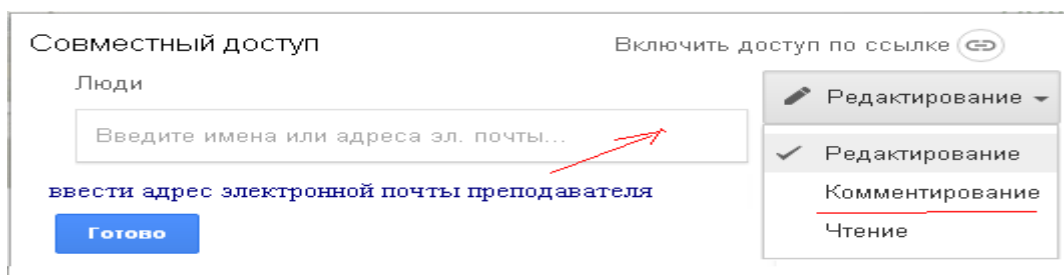 Совместный доступ
Включить доступ по ссылке
Люди
Редактирование
Введите имена или адреса эл. почты...
Редактирование
ввести адрес электронной почты преподавателя
Комментирование
Готово
Чтение